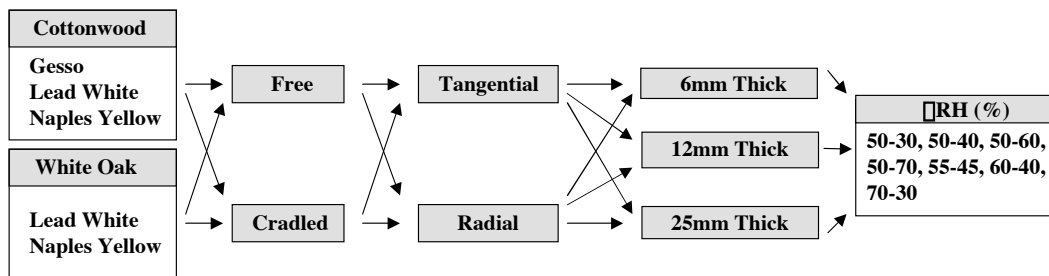 Cottonwood
Gesso
Lead White
Naples Yellow
White Oak
Lead White
Naples Yellow
Free
Cradled
Tangential
Radial
6mm Thick
12mm Thick
25mm Thick
▯RH (%)
50-30, 50-40, 50-60,
50-70, 55-45, 60-40,
70-30